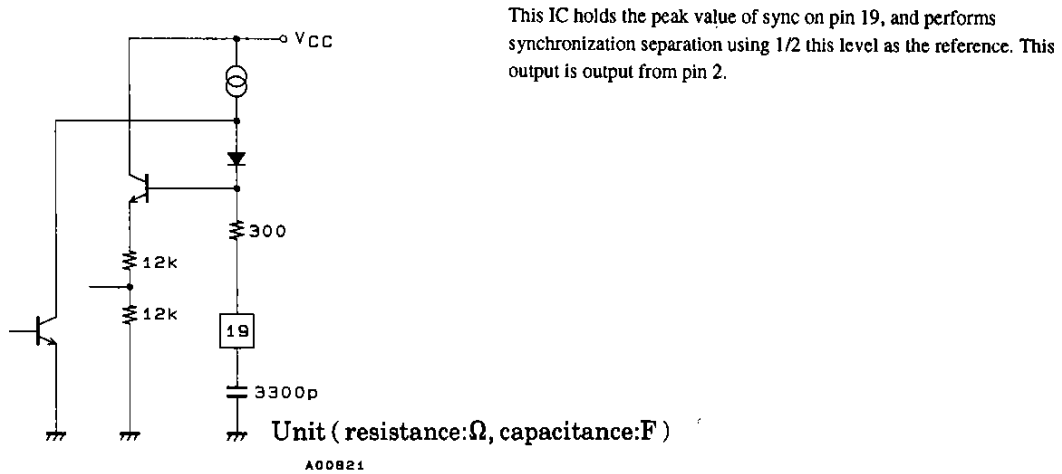 This IC holds the peak value of sync on pin 19, and performs
synchronization separation using 1/2 this level as the reference. This
output is output from pin 2.
VCC
300
12k
12k
19
3300p
Unit (resistance:Ω, capacitance:F)
A00821